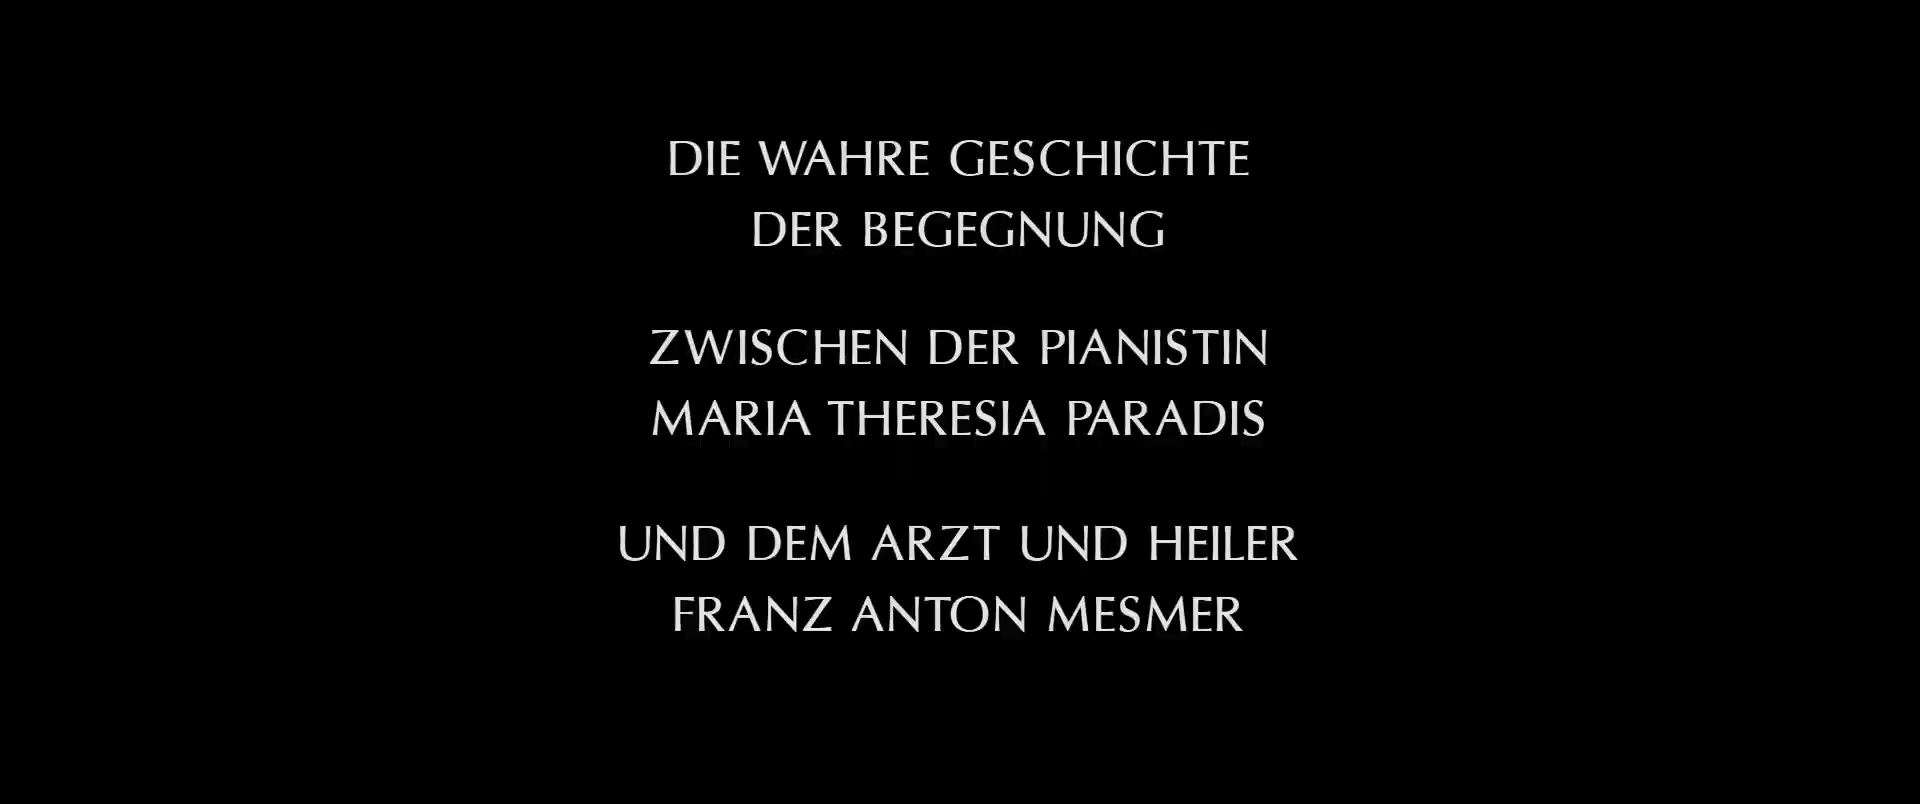 DIE WAHRE GESCHICHTE
DER BEGEGNUNG
ZWISCHEN DER PIANISTIN
MARIA THERESIA PARADIS
UND DEM ARZT UND HEILER
FRANZ ANTON MESMER